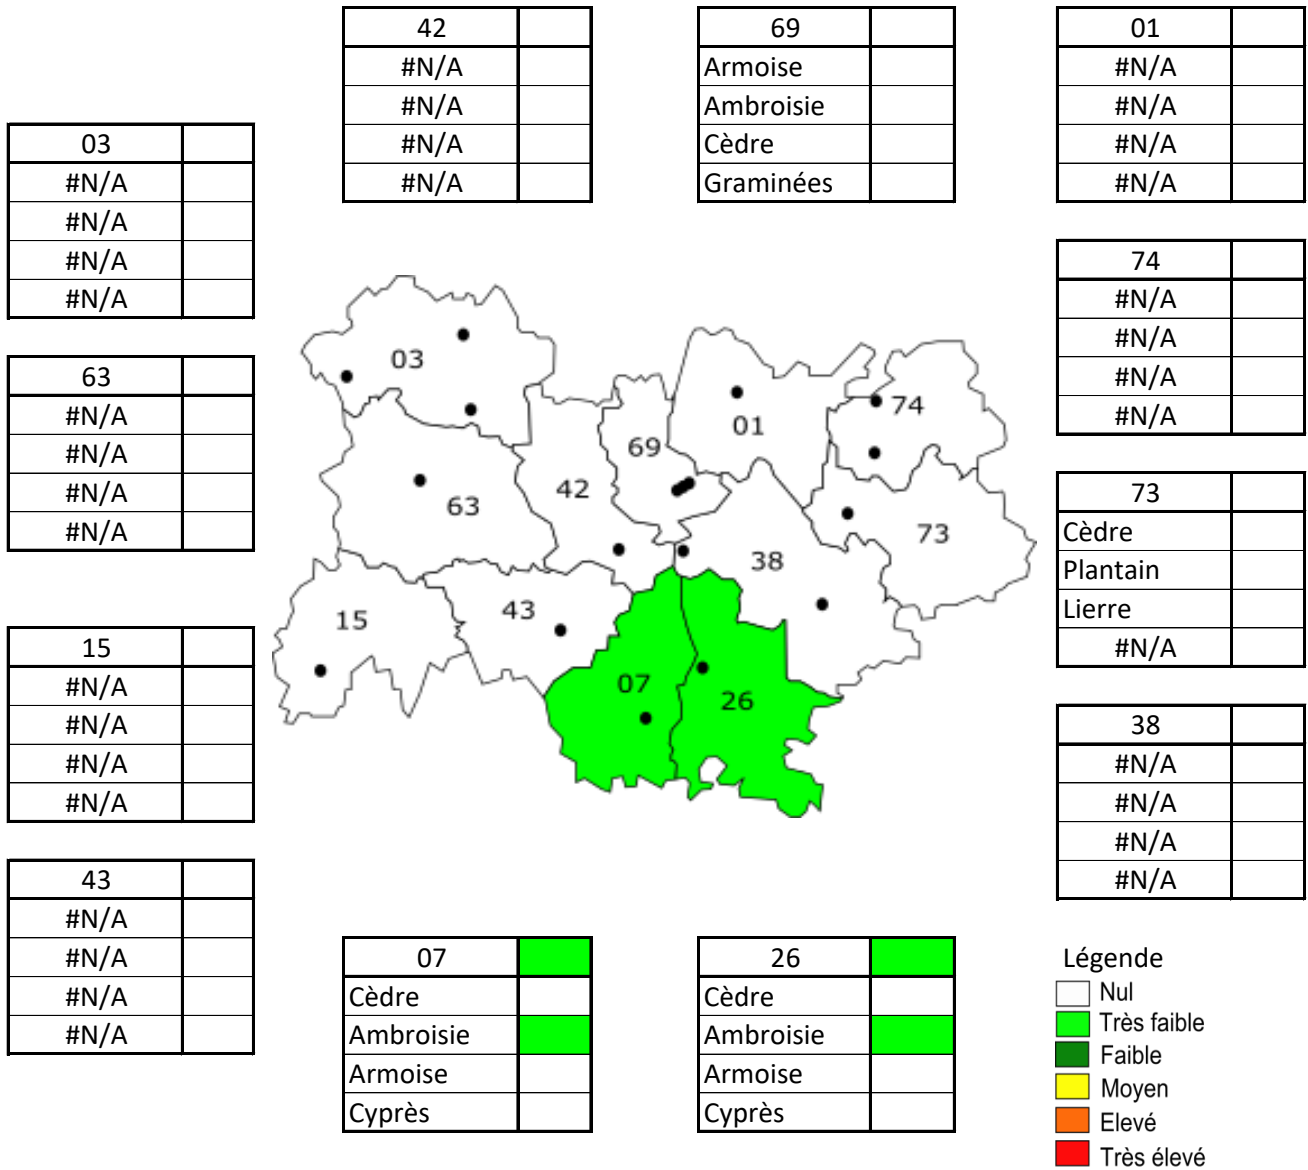 42
#N/A
#N/A
#N/A
#N/A
69
Armoise
Ambroisie
Cèdre
Graminées
01
#N/A
#N/A
#N/A
#N/A
03
#N/A
#N/A
#N/A
#N/A
74
#N/A
#N/A
#N/A
#N/A
63
#N/A
#N/A
#N/A
#N/A
03
74
01
69
42
63
73
38
43
15
07
26
73
Cèdre
Plantain
Lierre
#N/A
15
#N/A
#N/A
#N/A
#N/A
38
#N/A
#N/A
#N/A
#N/A
43
#N/A
#N/A
#N/A
#N/A
07
Cèdre
Ambroisie
Armoise
Cyprès
26
Cèdre
Ambroisie
Armoise
Cyprès
Légende
Nul
Très faible
Faible
Moyen
Elevé
Très élevé